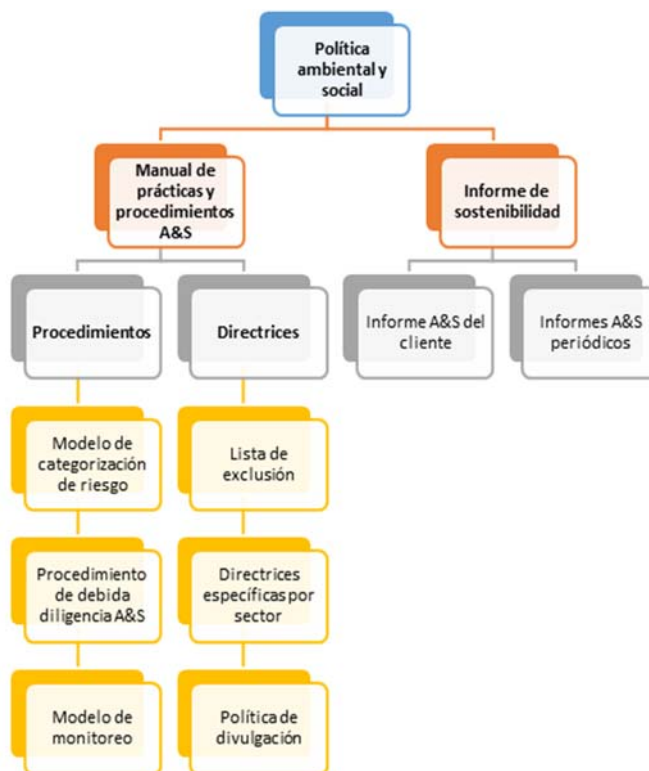 Política
ambiental y
social
Manual de
prácticas y
procedimientos
A&S
Informe de
sostenibilidad
Procedimientos
Directrices
Informe A&S del
cliente
Informes A&S
periódicos
Modelo de
categorización
de riesgo
Lista de
exclusión
Procedimiento
de debida
diligencia A&S
Directrices
específicas por
sector
Modelo de
monitoreo
Política de
divulgación